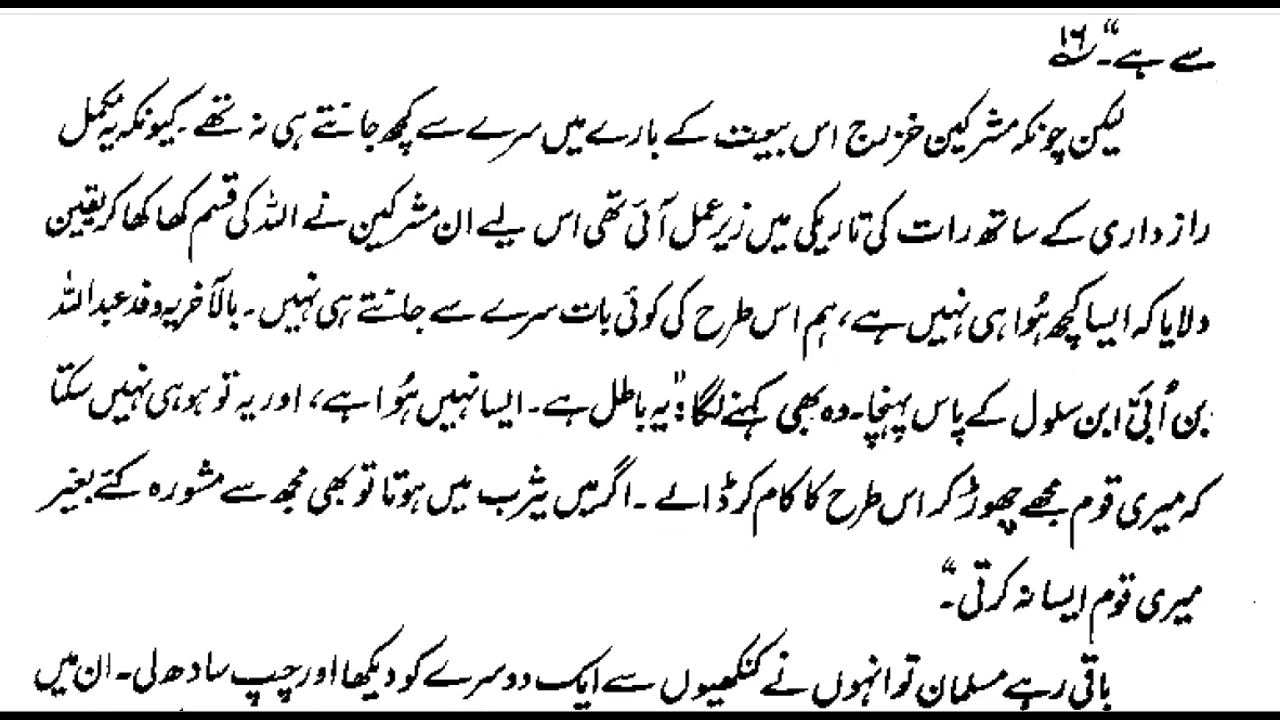 سے ہے۔“ ۱۶
لیکن چونکہ مشرکین خزرج اس بیعت کے بارے میں سرے سے کچھ جانتے ہی نہ تھے۔ کیونکہ یہ مکمل
رازداری کے ساتھ رات کی تاریکی میں زیر عمل آئی تھی اس لیے ان مشرکین نے اللہ کی قسم کھا کھا کر یقین
دلایا کہ ایسا کچھ ہُوا ہی نہیں ہے، ہم اس طرح کی کوئی بات سرے سے جانتے ہی نہیں۔ بالآخر یہ وفد عبداللہ
بن اُبَیّ ابن سلول کے پاس پہنچا۔ وہ بھی کہنے لگا: ”یہ باطل ہے۔ ایسا نہیں ہُوا ہے، اور یہ تو ہو ہی نہیں سکتا
کہ میری قوم مجھے چھوڑ کر اس طرح کا کام کر ڈالے۔ اگر میں یثرب میں ہوتا تو بھی مجھ سے مشورہ کئے بغیر
میری قوم ایسا نہ کرتی۔“
باقی رہے مسلمان تو انہوں نے کنکھیوں سے ایک دوسرے کو دیکھا اور چپ سادھ لی۔ ان میں